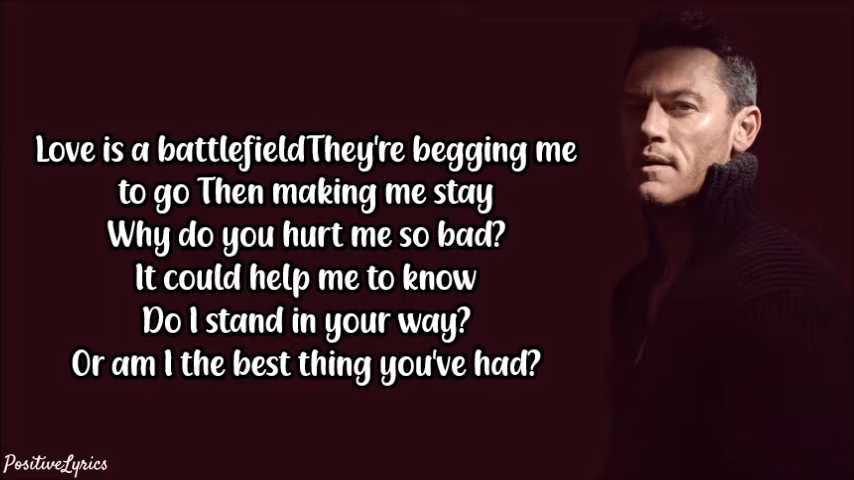 Love is a battlefieldThey're begging me
to go Then making me stay
Why do you hurt me so bad?
It could help me to know
Do I stand in your way?
Or am I the best thing you've had?
PositiveLyrics